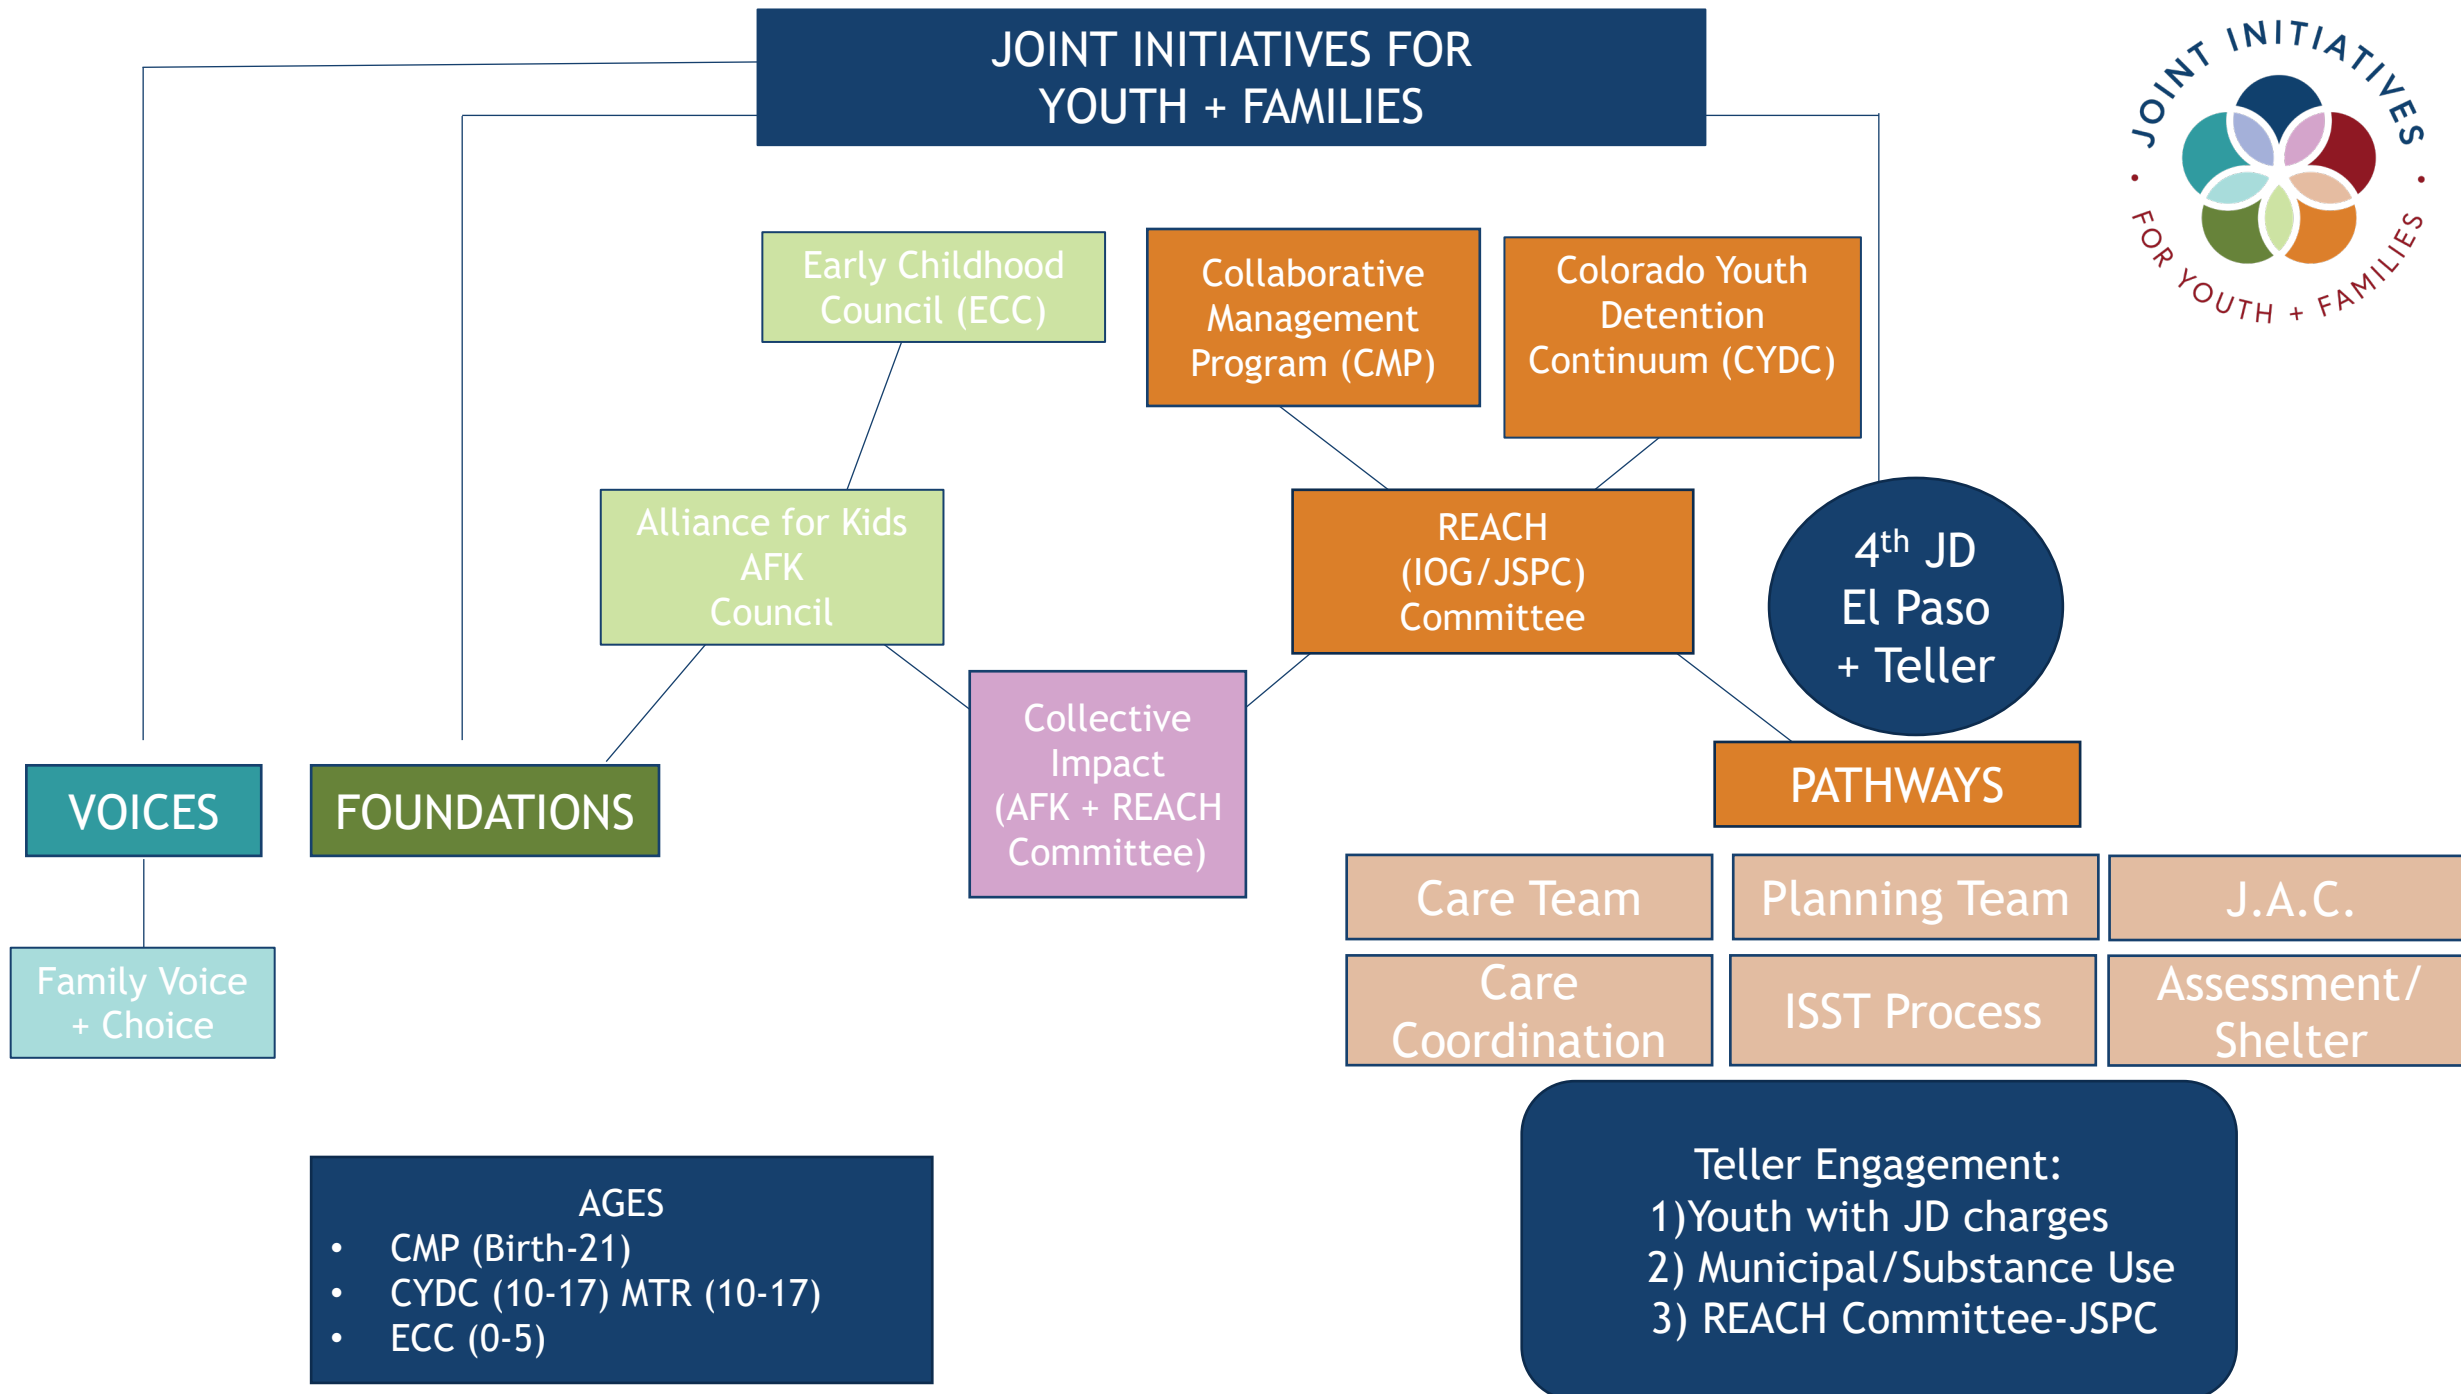 JOINT INITIATIVES FOR
YOUTH + FAMILIES
JOINT INITIATIVES
FOR YOUTH + FAMILIES
Early Childhood
Council (ECC)
Collaborative
Management
Program (CMP)
Colorado Youth
Detention
Continuum (CYDC)
Alliance for Kids
AFK
Council
REACH
(IOG/JSPC)
Committee
4th JD
El Paso
+ Teller
Collective
Impact
(AFK + REACH
Committee)
VOICES
FOUNDATIONS
PATHWAYS
Family Voice
+ Choice
Care Team
Planning Team
J.A.C.
Care
Coordination
ISST Process
Assessment/
Shelter
AGES
• CMP (Birth-21)
• CYDC (10-17) MTR (10-17)
• ECC (0-5)
Teller Engagement:
1)Youth with JD charges
2) Municipal/Substance Use
3) REACH Committee-JSPC